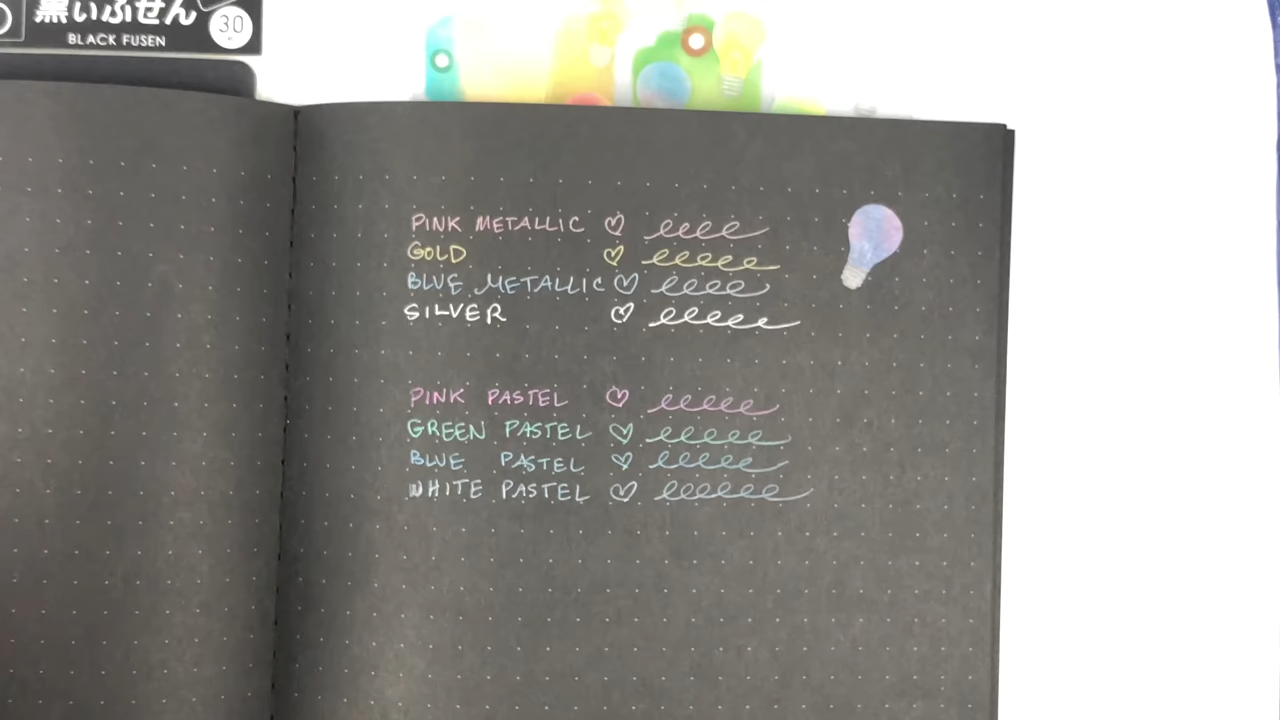 黒いふせん
30
BLACK FUSEN
PINK METALLIC
GOLD
BLUE METALLIC
SILVER
PINK PASTEL
GREEN PASTEL
BLUE PASTEL
WHITE PASTEL